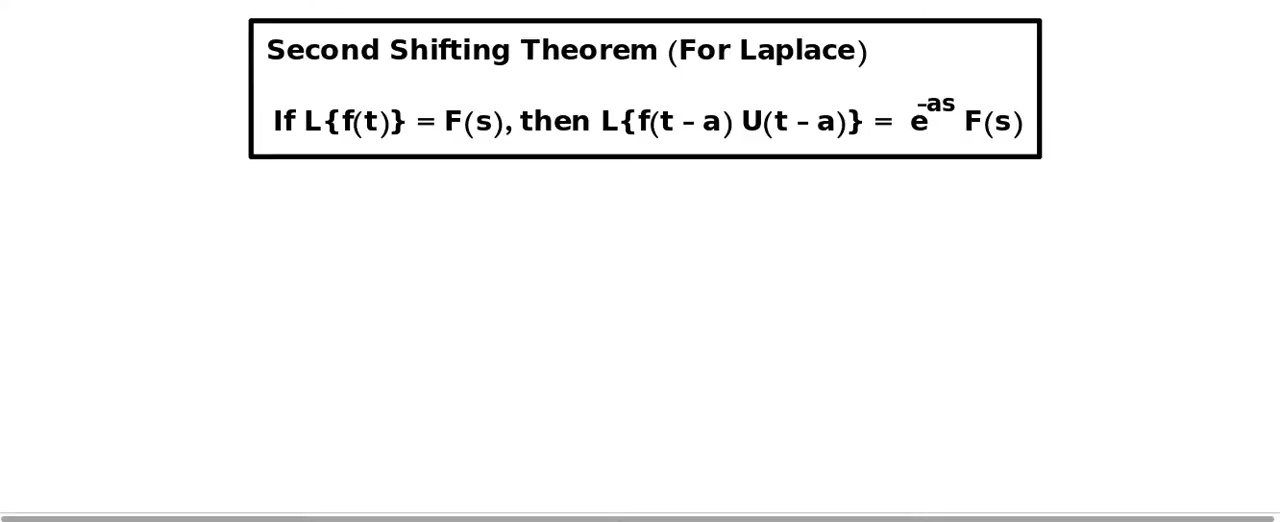 Second Shifting Theorem (For Laplace)
If L{f(t)} = F(s), then L{f(t – a) U(t – a)} = e^–as F(s)